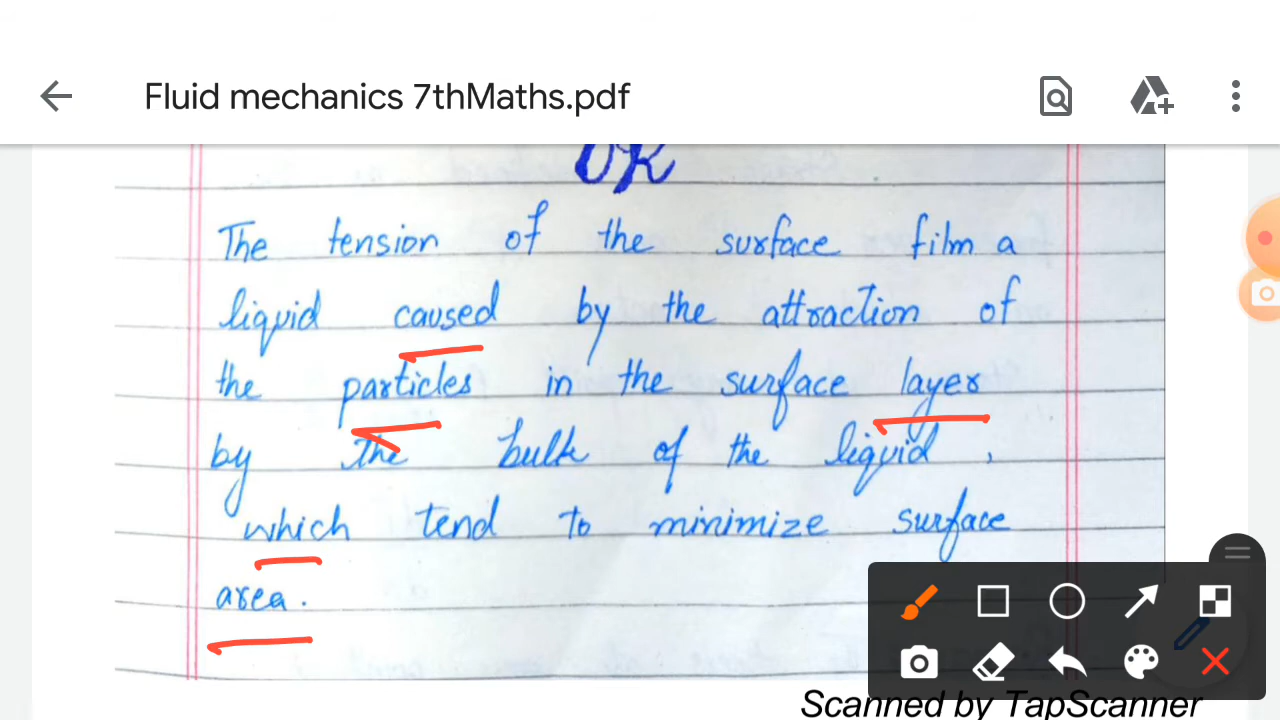 Fluid mechanics 7thMaths.pdf
OR
The tension of the surface film a
liquid caused by the attraction of
the particles in the surface layer
by the bulk of the liquid,
which tend to minimize surface
area.
Scanned by TapScanner